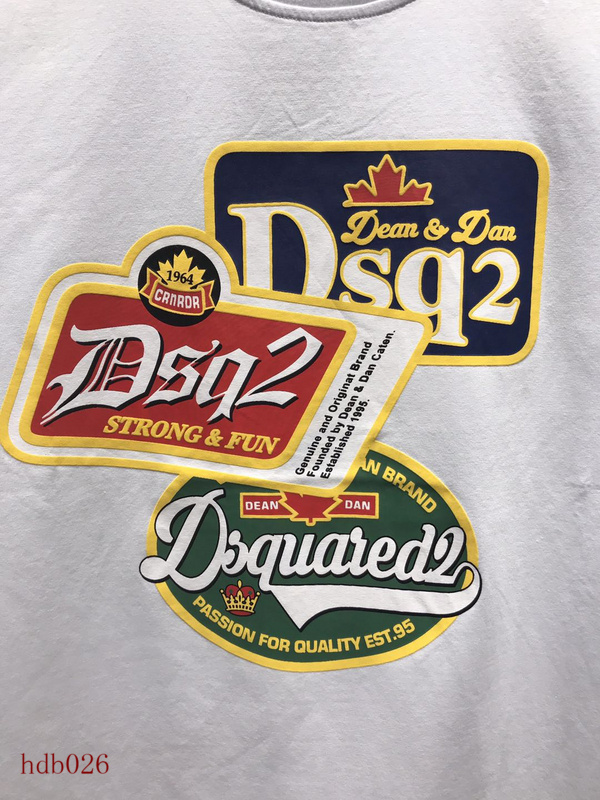 Dean & Dan
Dsq2
1964
CANADA
Dsq2
STRONG & FUN
Genuine and Originat Brand
Founded by Dean & Dan Caten.
Established 1995.
AN BRAND
DEAN DAN
Dsquared2
PASSION FOR QUALITY EST.95
hdb026